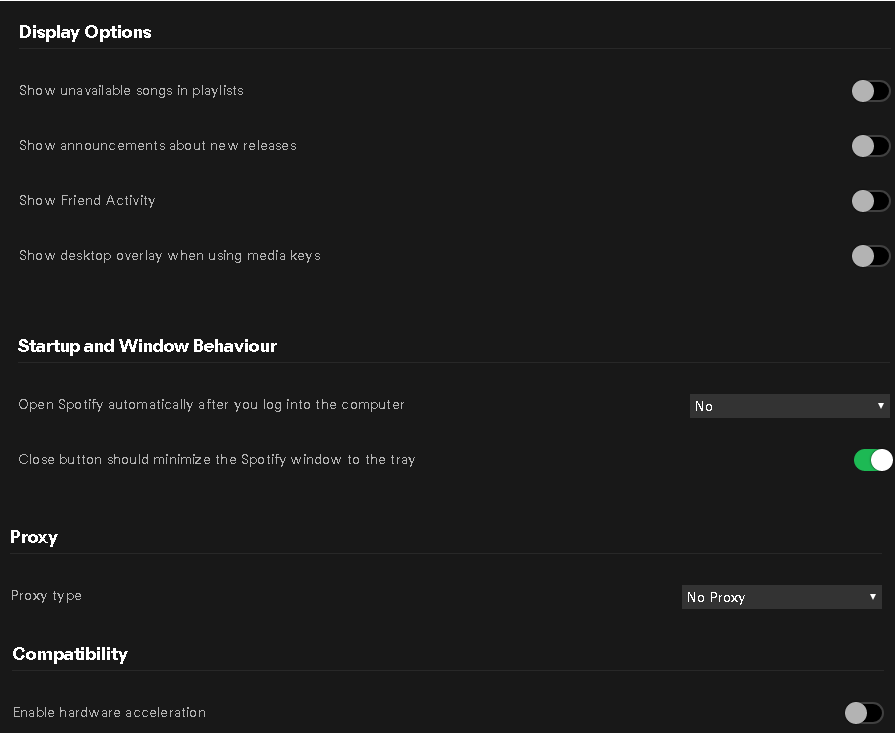 Display Options
Show unavailable songs in playlists
Show announcements about new releases
Show Friend Activity
Show desktop overlay when using media keys
Startup and Window Behaviour
Open Spotify automatically after you log into the computer
No
Close button should minimize the Spotify window to the tray
Proxy
Proxy type
No Proxy
Compatibility
Enable hardware acceleration